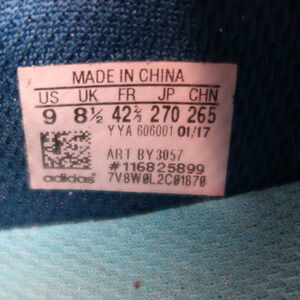 MADE IN CHINA
US UK FR JP CHN
9 8½ 42⅔ 270 265
YYA 606001 01/17
ART BY3057
#116825899
adidas 7V8W0L2C01870